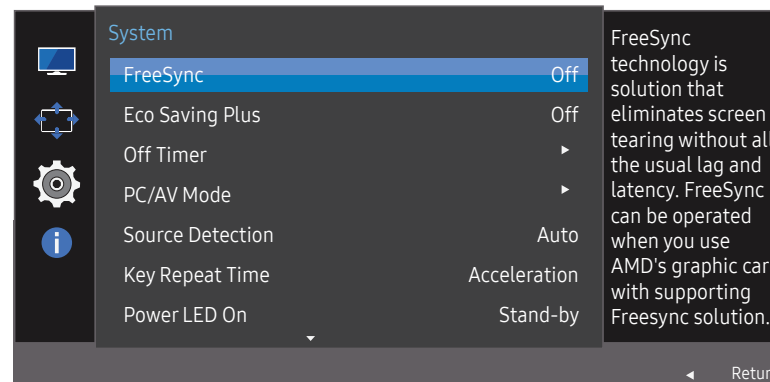 System
FreeSync Off
Eco Saving Plus Off
Off Timer
PC/AV Mode
Source Detection Auto
Key Repeat Time Acceleration
Power LED On Stand-by
FreeSync
technology is
solution that
eliminates screen
tearing without all
the usual lag and
latency. FreeSync
can be operated
when you use
AMD's graphic car
with supporting
Freesync solution.
Retur